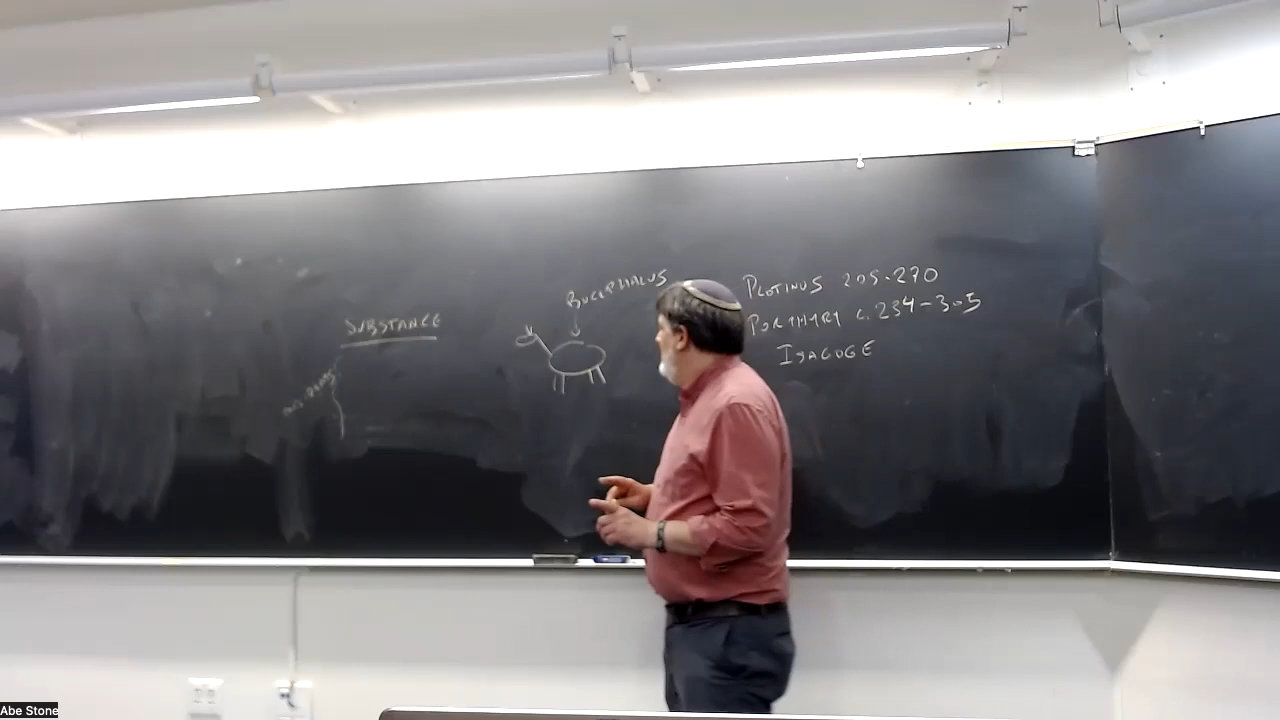 SUBSTANCE
BUCEPHALUS
PLOTINUS 205-270
PORPHYRY c. 234-305
ISAGOGE
Abe Stone